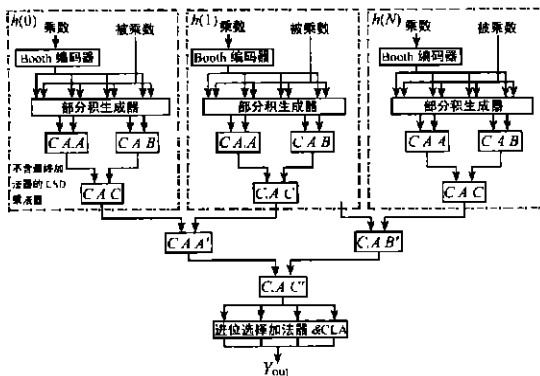 h(0)
乘数
被乘数
Booth 编码器
部分积生成器
CAA
CAB
CAC
不含最终加
法器的CSD
乘法器
h(1)
乘数
被乘数
Booth 编码器
部分积生成器
CAA
CAB
CAC
h(N)
乘数
被乘数
Booth 编码器
部分积生成器
CAA
CAB
CAC
CAA'
CAB'
CAC'
进位选择加法器 &CLA
Yout